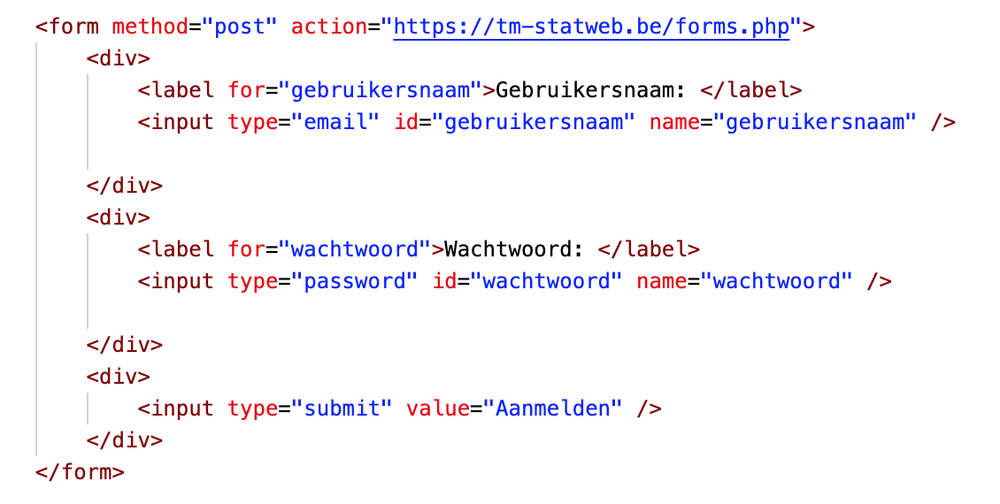 <form method="post" action="https://tm-statweb.be/forms.php">
    <div>
        <label for="gebruikersnaam">Gebruikersnaam: </label>
        <input type="email" id="gebruikersnaam" name="gebruikersnaam" />

    </div>
    <div>
        <label for="wachtwoord">Wachtwoord: </label>
        <input type="password" id="wachtwoord" name="wachtwoord" />

    </div>
    <div>
        <input type="submit" value="Aanmelden" />
    </div>
</form>